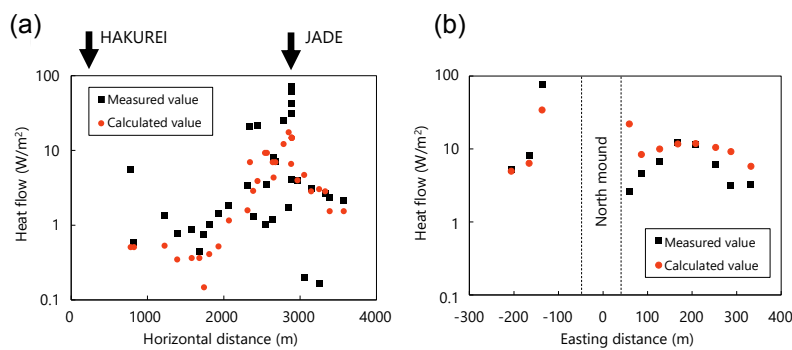 (a)
HAKUREI
JADE
100
10
1
0.1
Heat flow (W/m²)
Measured value
Calculated value
0
1000
2000
3000
4000
Horizontal distance (m)
(b)
100
10
1
0.1
Heat flow (W/m²)
North mound
Measured value
Calculated value
-300
-200
-100
0
100
200
300
400
Easting distance (m)